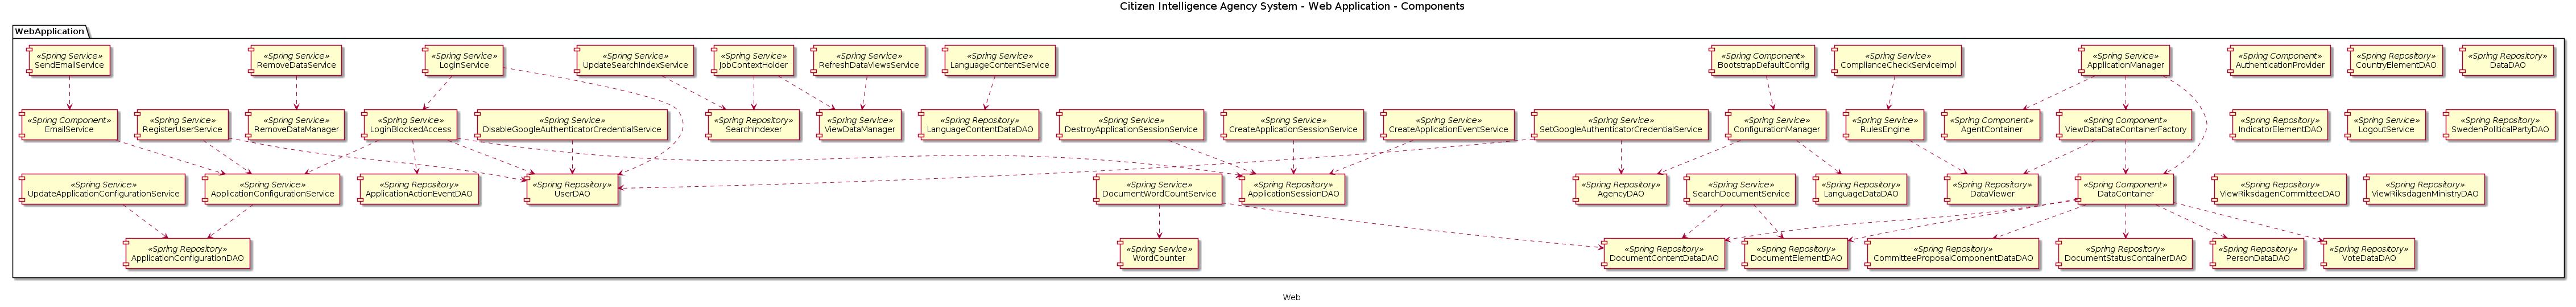 Citizen Intelligence Agency System - Web Application - Components
WebApplication
«Spring Service»
SendEmailService
«Spring Service»
RemoveDataService
«Spring Service»
LoginService
«Spring Service»
UpdateSearchIndexService
«Spring Service»
JobContextHolder
«Spring Service»
RefreshDataViewsService
«Spring Service»
LanguageContentService
«Spring Component»
BootstrapDefaultConfig
«Spring Service»
ComplianceCheckServiceImpl
«Spring Service»
ApplicationManager
«Spring Component»
AuthenticationProvider
«Spring Repository»
CountryElementDAO
«Spring Repository»
DataDAO
«Spring Component»
EmailService
«Spring Service»
RegisterUserService
«Spring Service»
RemoveDataManager
«Spring Service»
LoginBlockedAccess
«Spring Service»
DisableGoogleAuthenticatorCredentialService
«Spring Repository»
SearchIndexer
«Spring Service»
ViewDataManager
«Spring Repository»
LanguageContentDataDAO
«Spring Service»
DestroyApplicationSessionService
«Spring Service»
CreateApplicationSessionService
«Spring Service»
CreateApplicationEventService
«Spring Service»
SetGoogleAuthenticatorCredentialService
«Spring Service»
ConfigurationManager
«Spring Service»
RulesEngine
«Spring Component»
AgentContainer
«Spring Component»
ViewDataDataContainerFactory
«Spring Repository»
IndicatorElementDAO
«Spring Service»
LogoutService
«Spring Repository»
SwedenPoliticalPartyDAO
«Spring Service»
UpdateApplicationConfigurationService
«Spring Service»
ApplicationConfigurationService
«Spring Repository»
ApplicationActionEventDAO
«Spring Repository»
UserDAO
«Spring Service»
DocumentWordCountService
«Spring Repository»
ApplicationSessionDAO
«Spring Repository»
AgencyDAO
«Spring Service»
SearchDocumentService
«Spring Repository»
LanguageDataDAO
«Spring Repository»
DataViewer
«Spring Component»
DataContainer
«Spring Repository»
ViewRiksdagenCommitteeDAO
«Spring Repository»
ViewRiksdagenMinistryDAO
«Spring Repository»
ApplicationConfigurationDAO
«Spring Service»
WordCounter
«Spring Repository»
DocumentContentDataDAO
«Spring Repository»
DocumentElementDAO
«Spring Repository»
CommitteeProposalComponentDataDAO
«Spring Repository»
DocumentStatusContainerDAO
«Spring Repository»
PersonDataDAO
«Spring Repository»
VoteDataDAO
Web